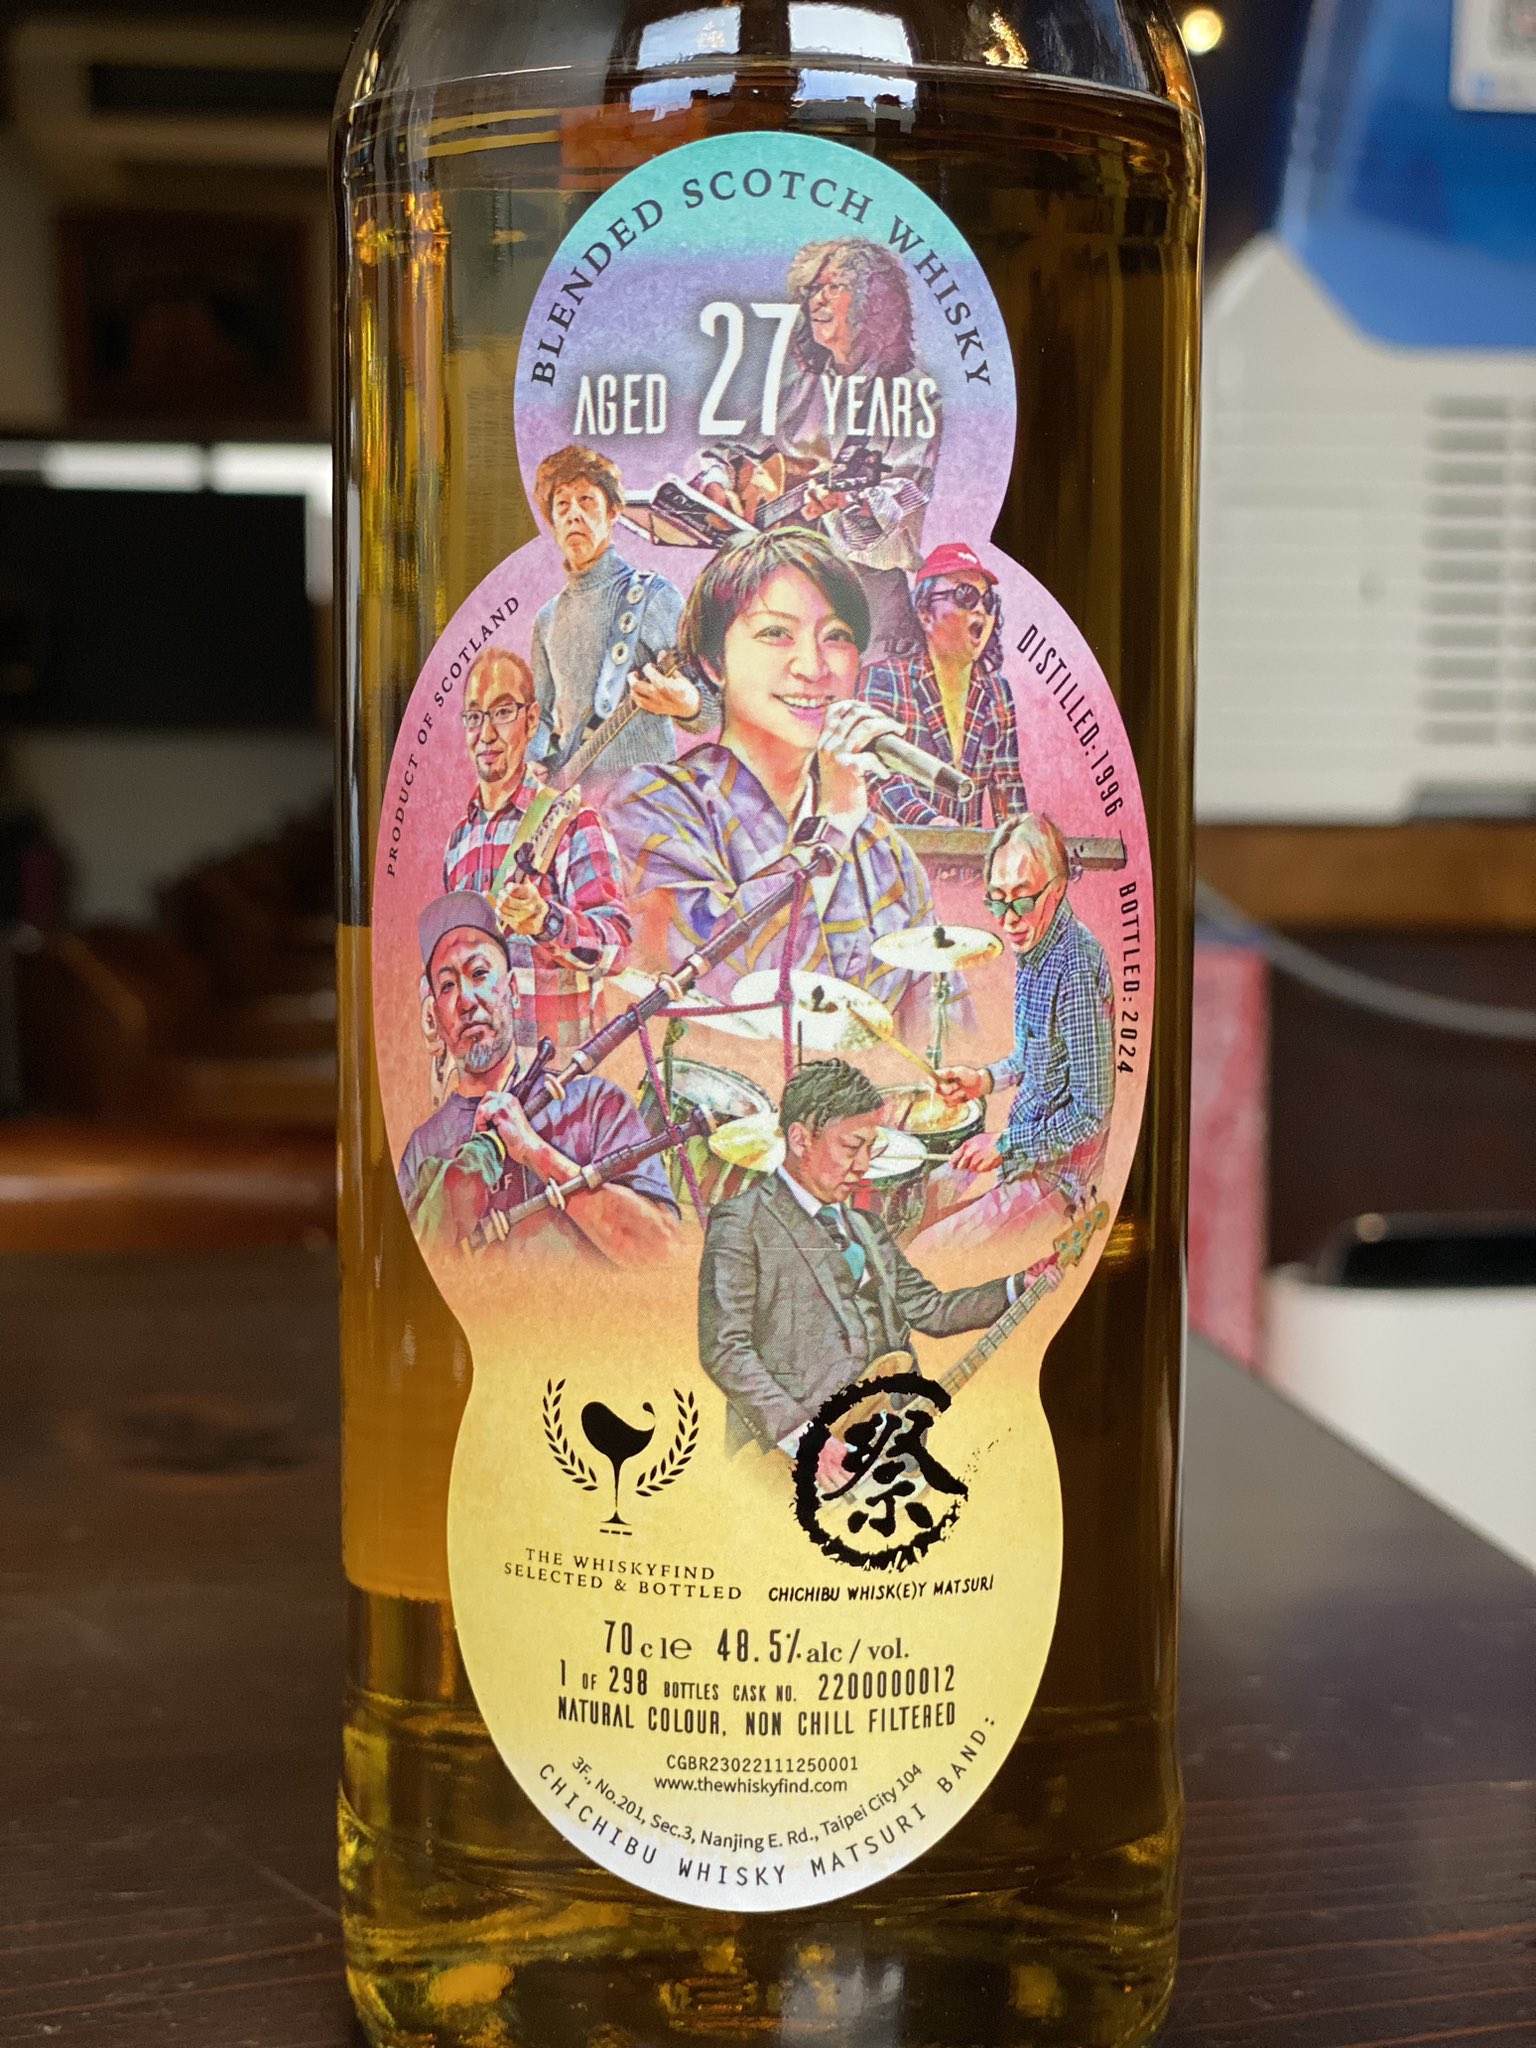 BLENDED SCOTCH WHISKY
AGED 27 YEARS
PRODUCT OF SCOTLAND
DISTILLED:1996 — BOTTLED:2024
祭
THE WHISKYFIND
SELECTED & BOTTLED
CHICHIBU WHISK(E)Y MATSURI
70cle 48.5% alc / vol.
1 OF 298 BOTTLES CASK NO. 2200000012
NATURAL COLOUR, NON CHILL FILTERED
CGBR23022111250001
www.thewhiskyfind.com
3F., No.201, Sec.3, Nanjing E. Rd., Taipei City 104
CHICHIBU WHISKY MATSURI BAND;